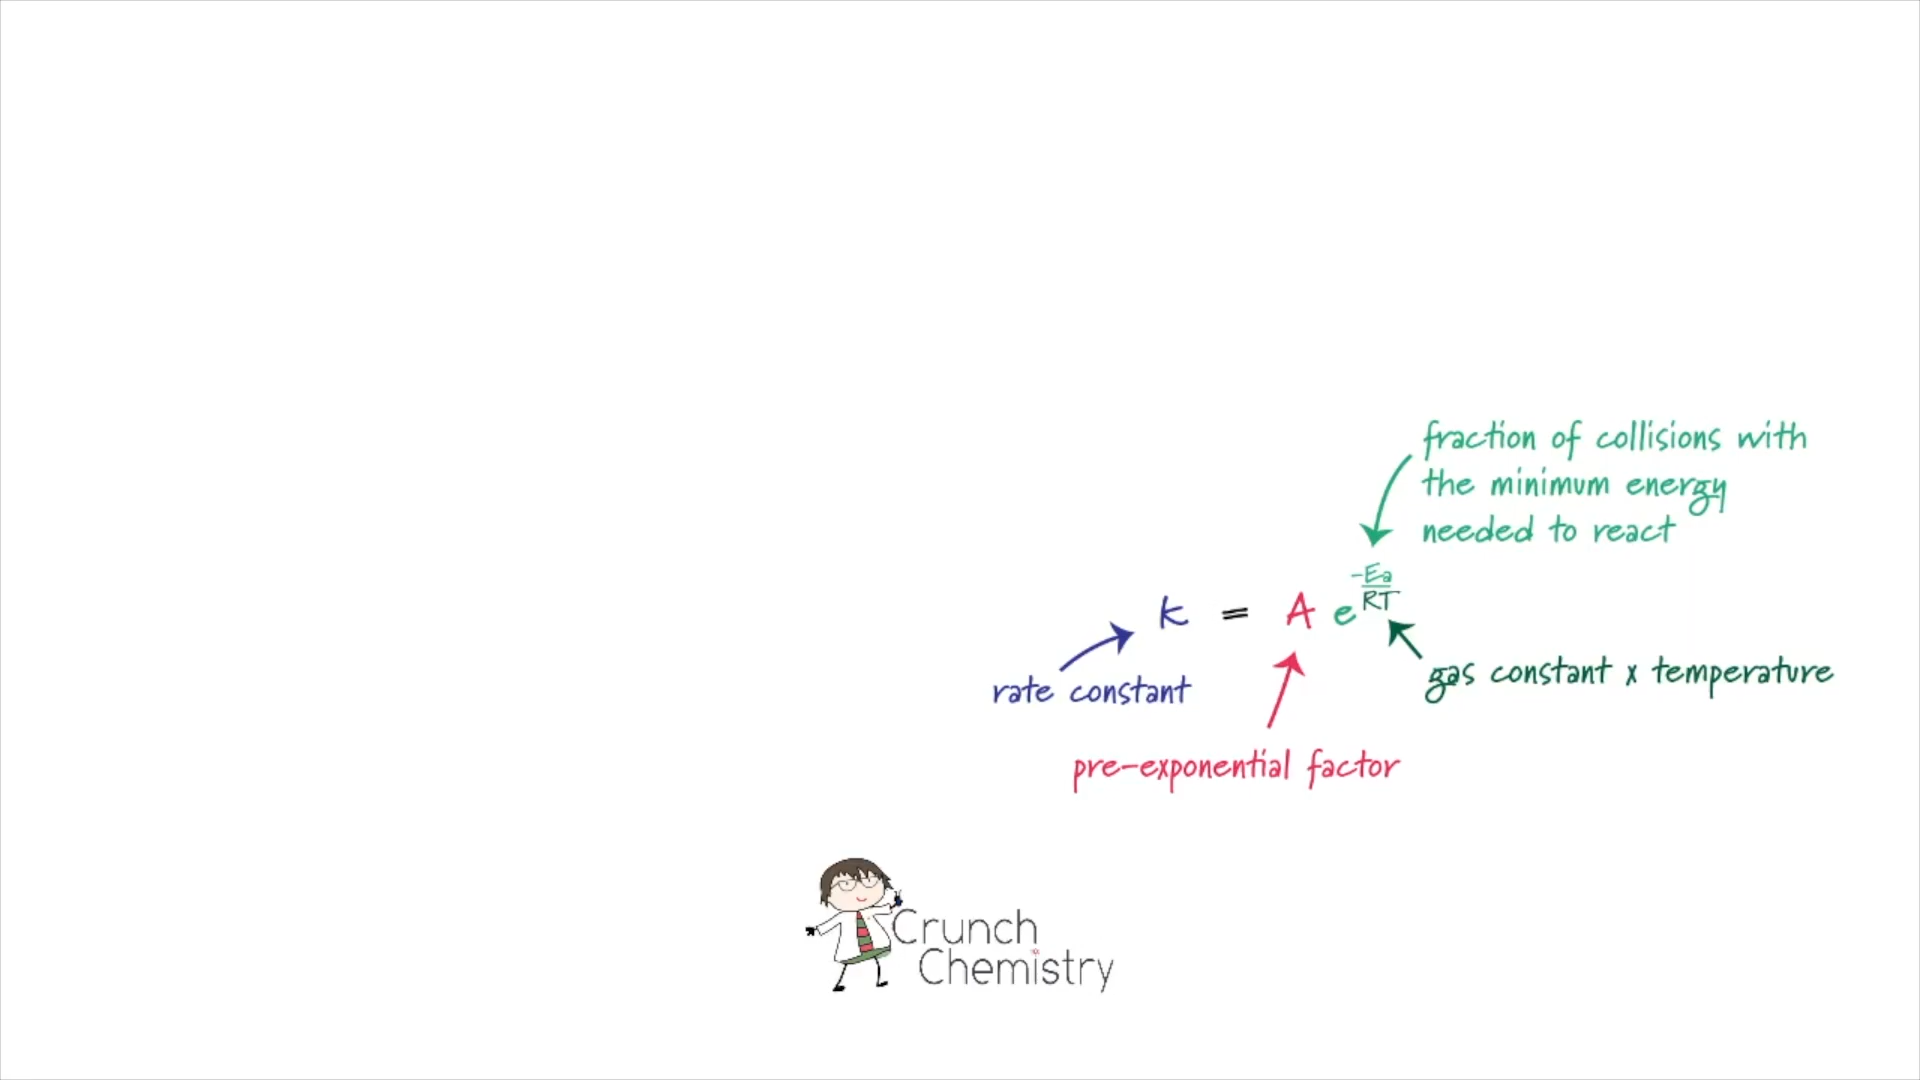 fraction of collisions with
the minimum energy
needed to react
k = A e^(-Ea/RT)
rate constant
gas constant x temperature
pre-exponential factor
Crunch
Chemistry